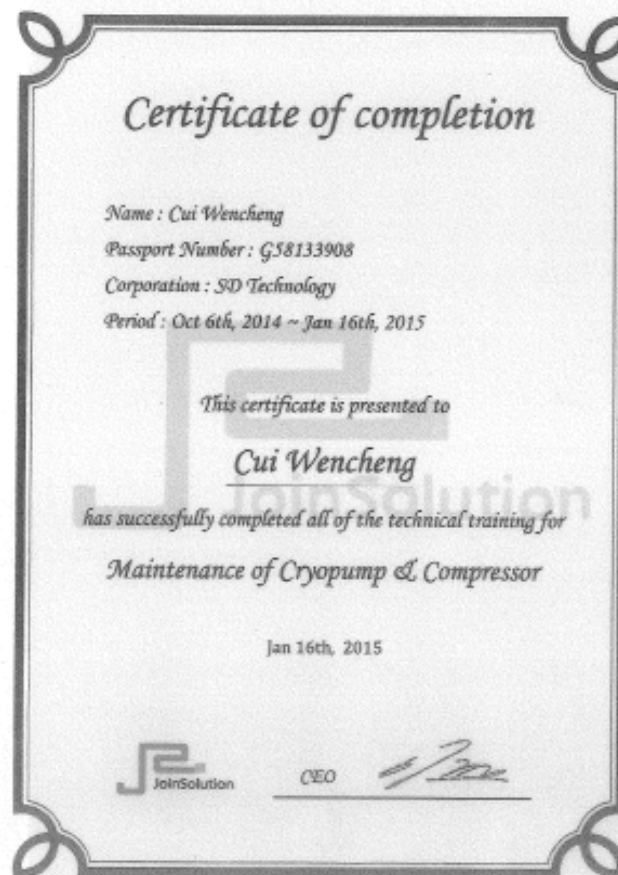 Certificate of completion
Name : Cui Wencheng
Passport Number : G58133908
Corporation : SD Technology
Period : Oct 6th, 2014 ~ Jan 16th, 2015
This certificate is presented to
Cui Wencheng
JoinSolution
has successfully completed all of the technical training for
Maintenance of Cryopump & Compressor
Jan 16th, 2015
JoinSolution
CEO